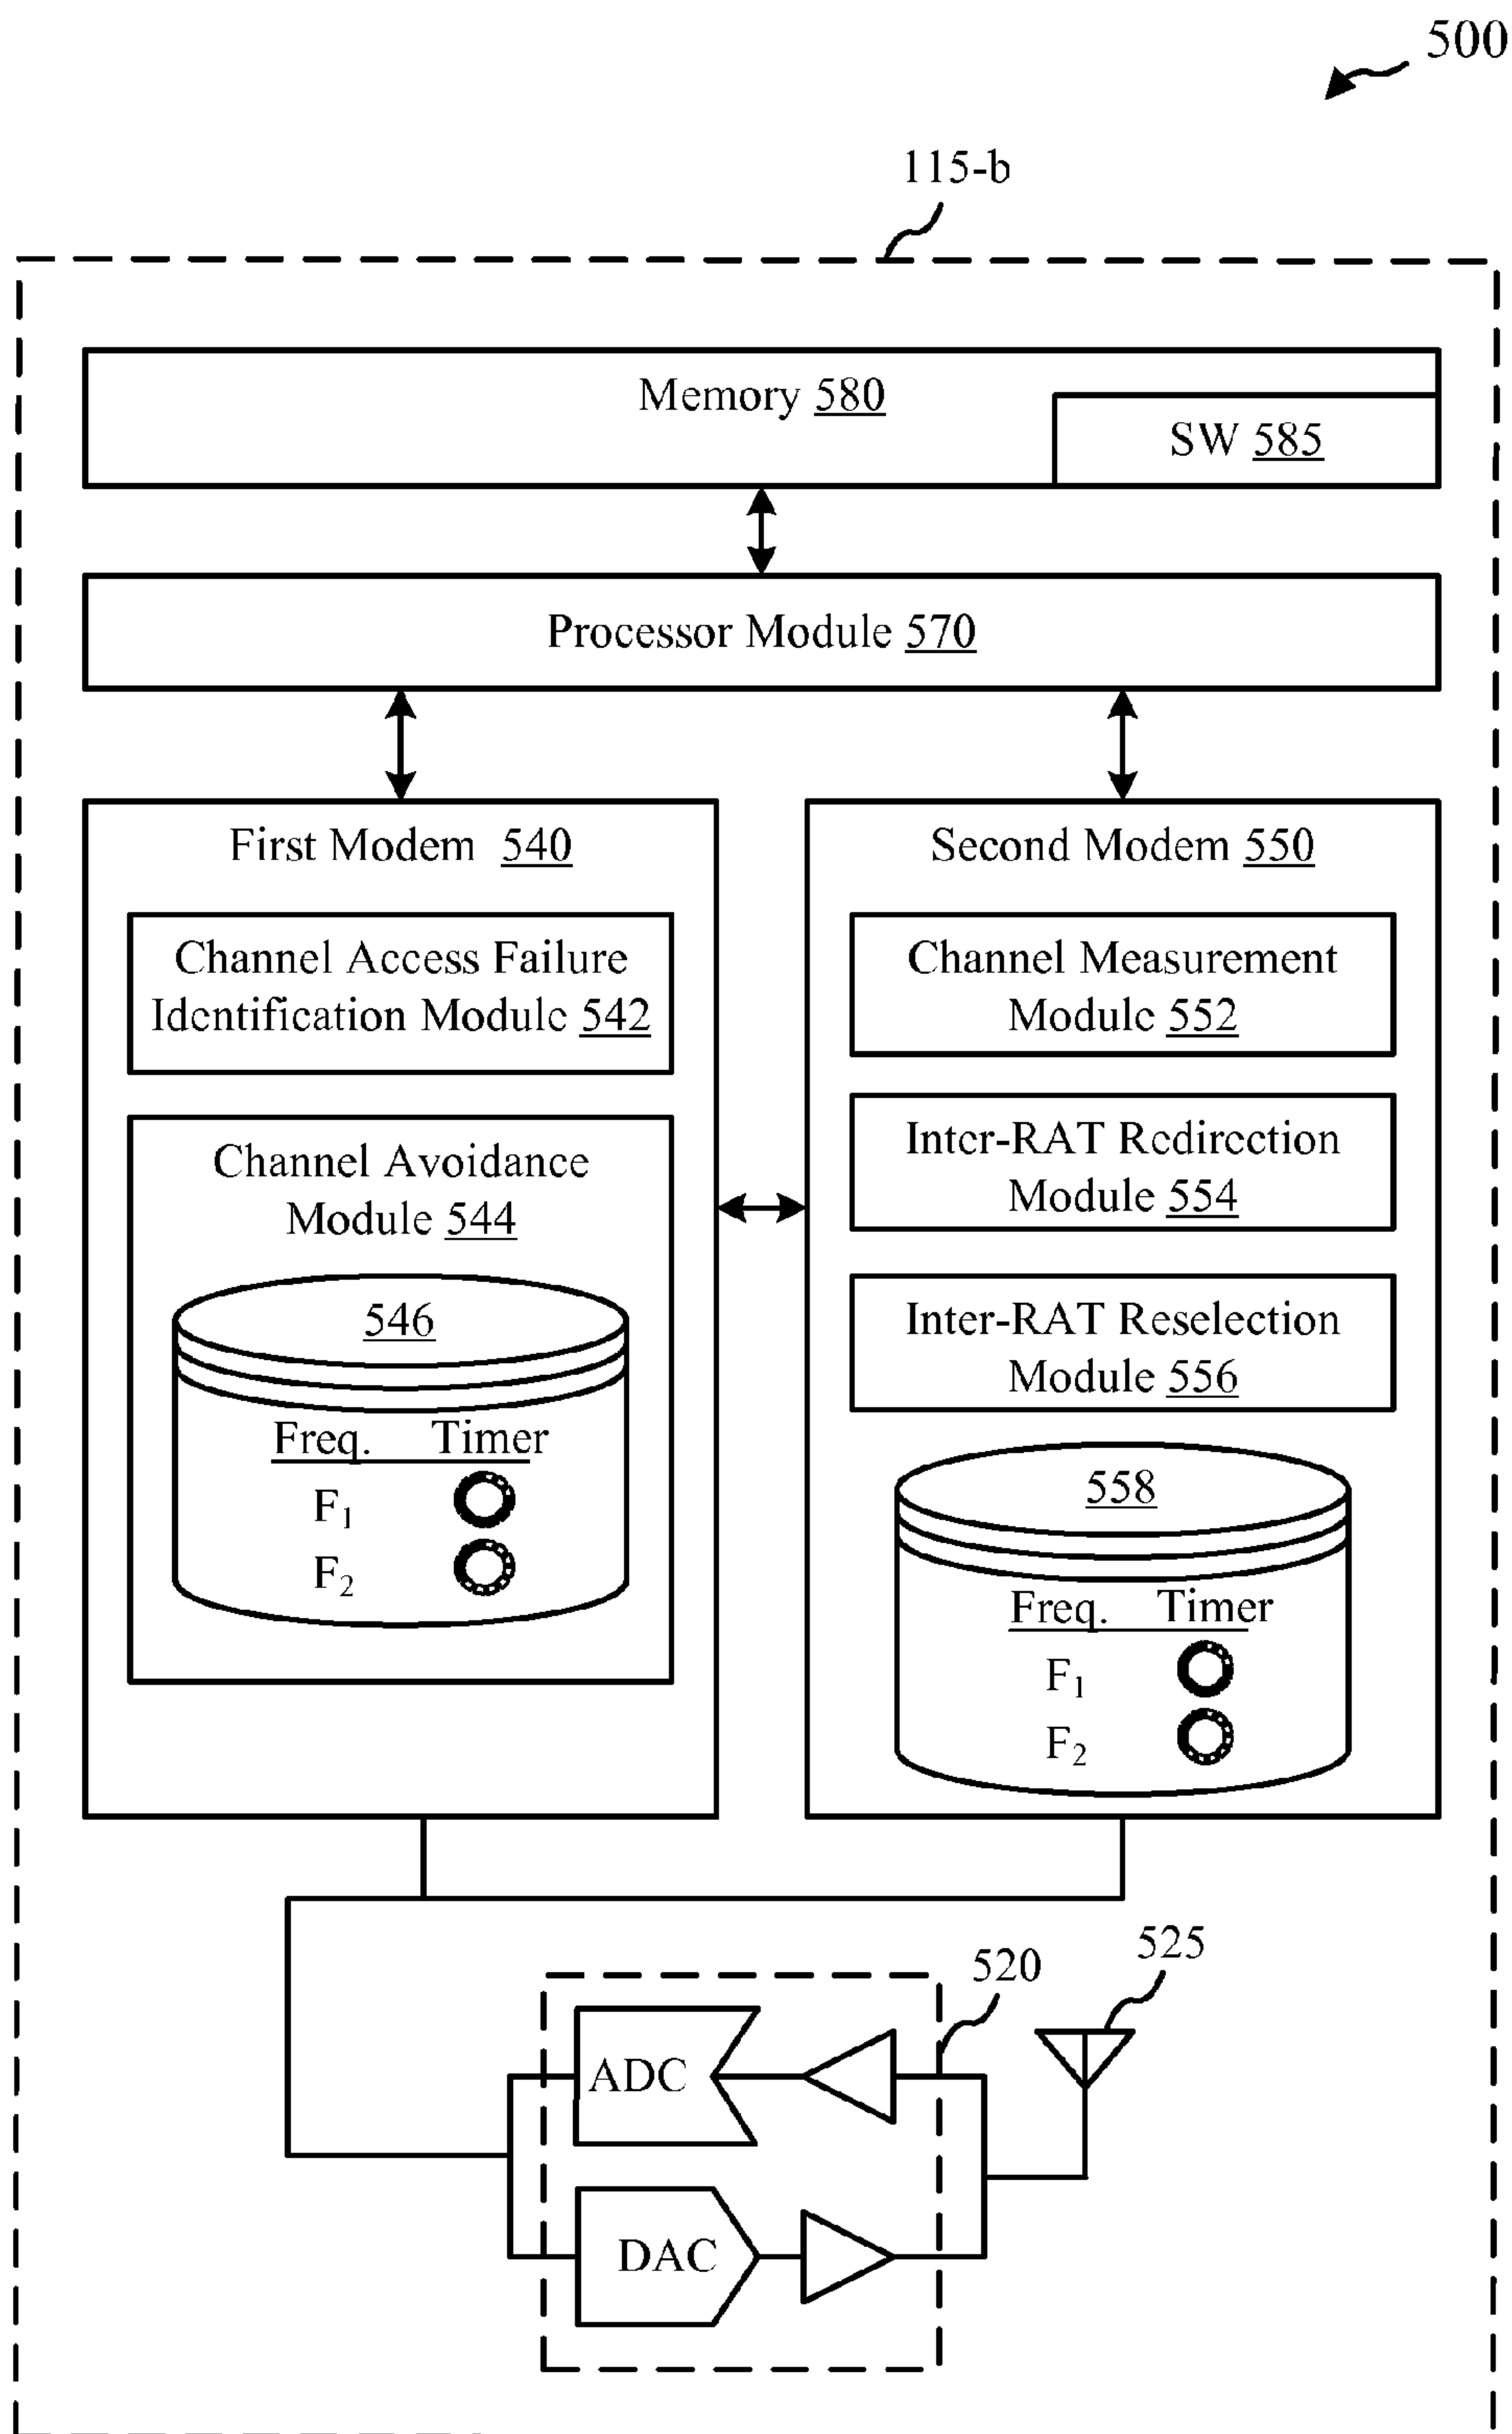 500
115-b
Memory 580
SW 585
Processor Module 570
First Modem 540
Channel Access Failure
Identification Module 542
Channel Avoidance
Module 544
546
Freq. Timer
F₁
F₂
Second Modem 550
Channel Measurement
Module 552
Inter-RAT Redirection
Module 554
Inter-RAT Reselection
Module 556
558
Freq. Timer
F₁
F₂
520
525
ADC
DAC